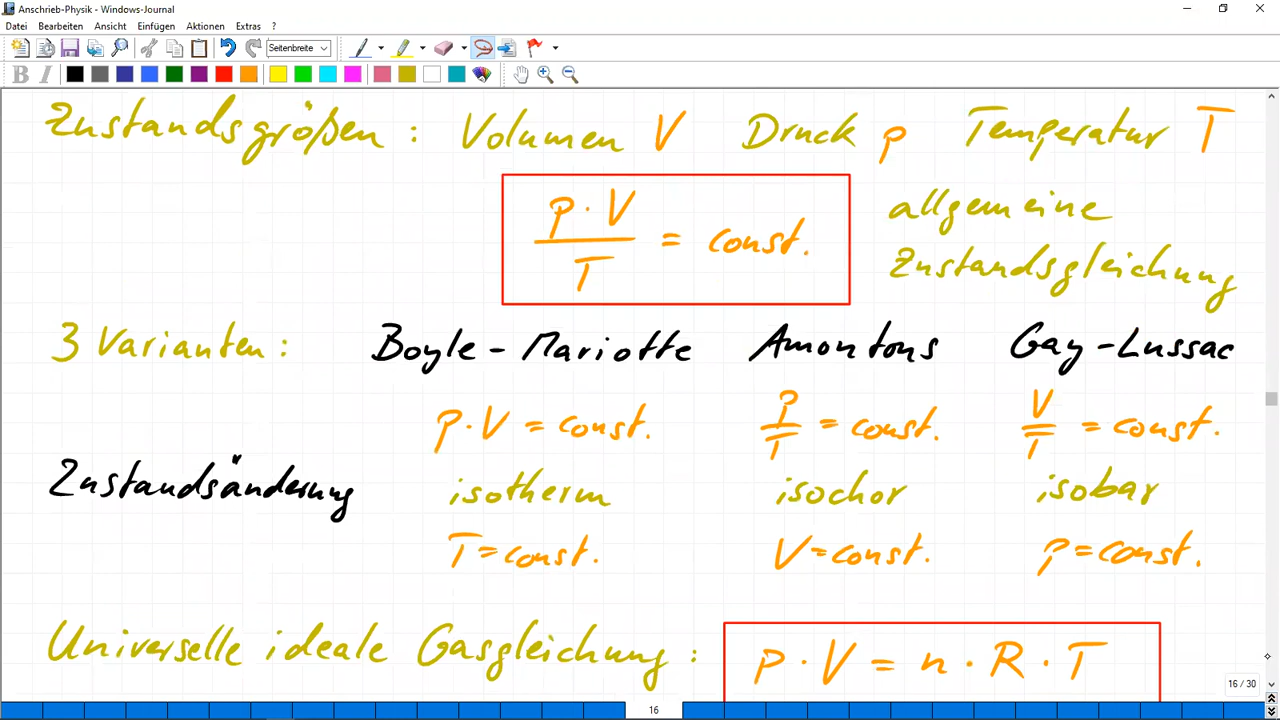 Anschrieb-Physik - Windows-Journal
Datei Bearbeiten Ansicht Einfügen Aktionen Extras ?
Seitenbreite
B I
Zustandsgrößen : Volumen V Druck p Temperatur T
p · V / T = const.
allgemeine
Zustandsgleichung
3 Varianten : Boyle - Mariotte Amontons Gay - Lussac
p · V = const. p/T = const. V/T = const.
Zustandsänderung isotherm isochor isobar
T = const. V = const. p = const.
Universelle ideale Gasgleichung : p · V = n · R · T
16 / 30
16